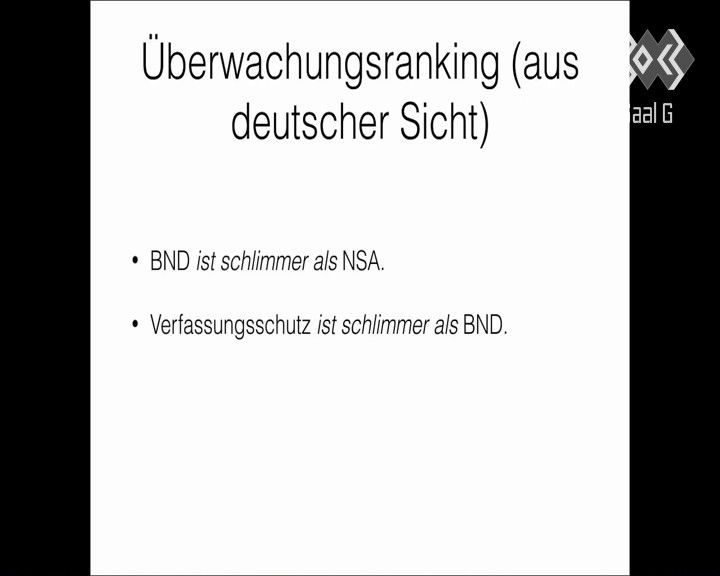 Überwachungsranking (aus
deutscher Sicht)
aal G
• BND ist schlimmer als NSA.
• Verfassungsschutz ist schlimmer als BND.